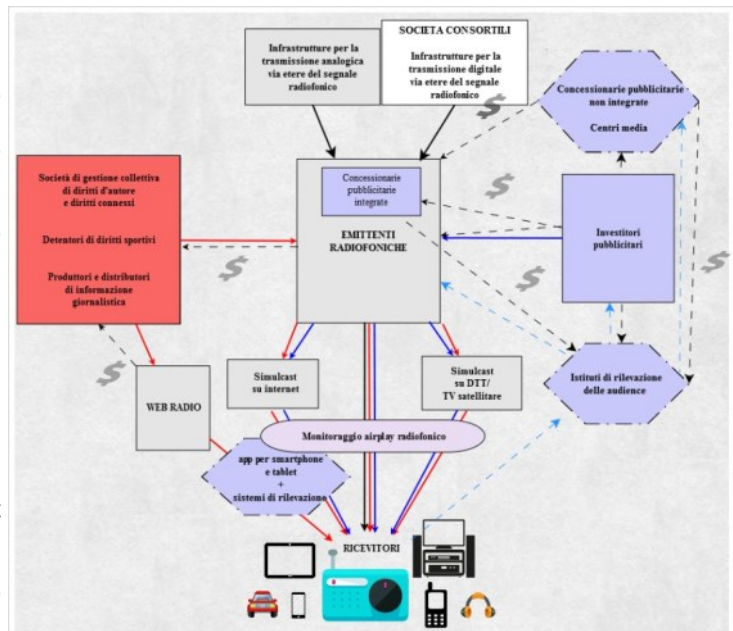 Infrastrutture per la
trasmissione analogica
via etere del segnale
radiofonico
SOCIETA CONSORTILI
Infrastrutture per la
trasmissione digitale
via etere del segnale
radiofonico
$
Concessionarie pubblicitarie
non integrate
Centri media
Società di gestione collettiva
di diritti d'autore
e diritti connessi
Detentori di diritti sportivi
Produttori e distributori
di informazione
giornalistica
$
Concessionarie
pubblicitarie
integrate
EMITTENTI
RADIOFONICHE
$
Investitori
pubblicitari
$
$
$
WEB RADIO
Simulcast
su internet
Simulcast
su DTT/
TV satellitare
Istituti di rilevazione
delle audience
Monitoraggio airplay radiofonico
app per smartphone
e tablet
+
sistemi di rilevazione
RICEVITORI